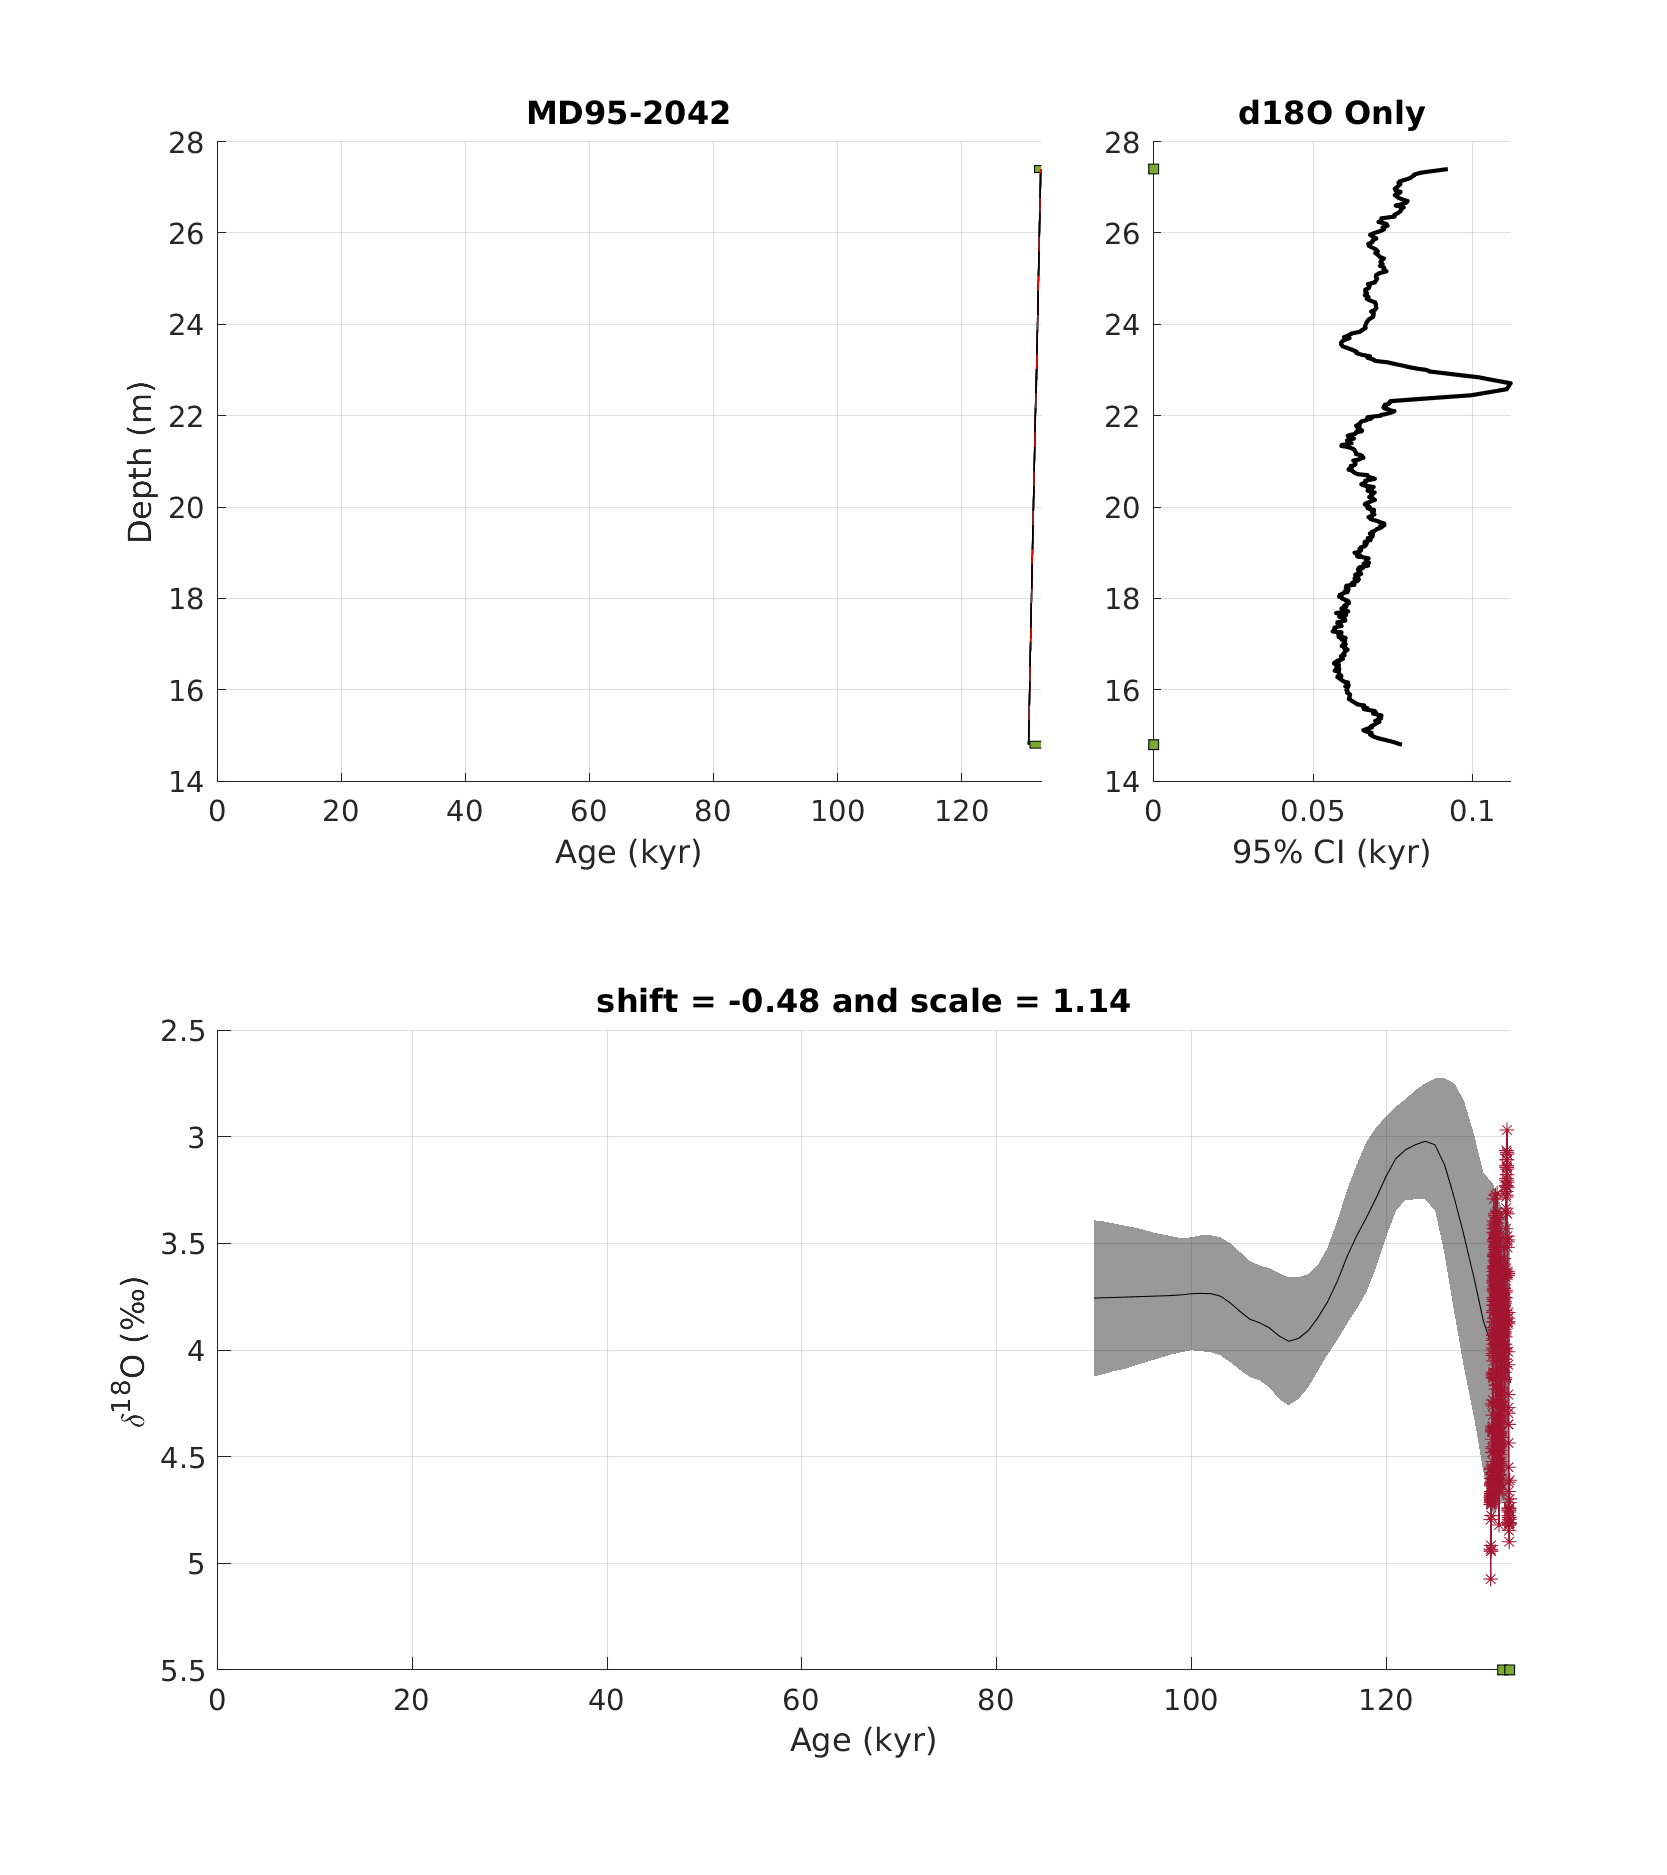 MD95-2042
d18O Only
28
26
24
22
20
18
16
14
Depth (m)
0 20 40 60 80 100 120
Age (kyr)
28
26
24
22
20
18
16
14
0 0.05 0.1
95% CI (kyr)
shift = -0.48 and scale = 1.14
2.5
3
3.5
4
4.5
5
5.5
δ18O (‰)
0 20 40 60 80 100 120
Age (kyr)